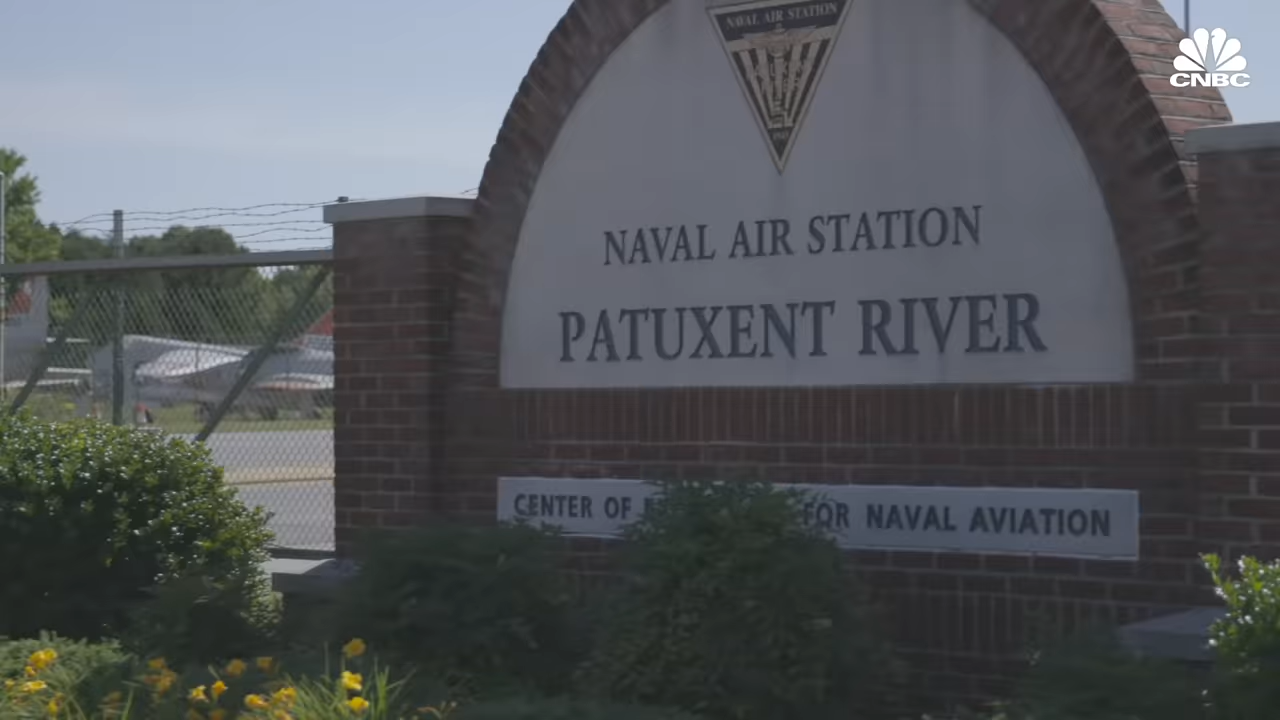 NAVAL AIR STATION
CNBC
NAVAL AIR STATION
PATUXENT RIVER
CENTER OF FOR NAVAL AVIATION